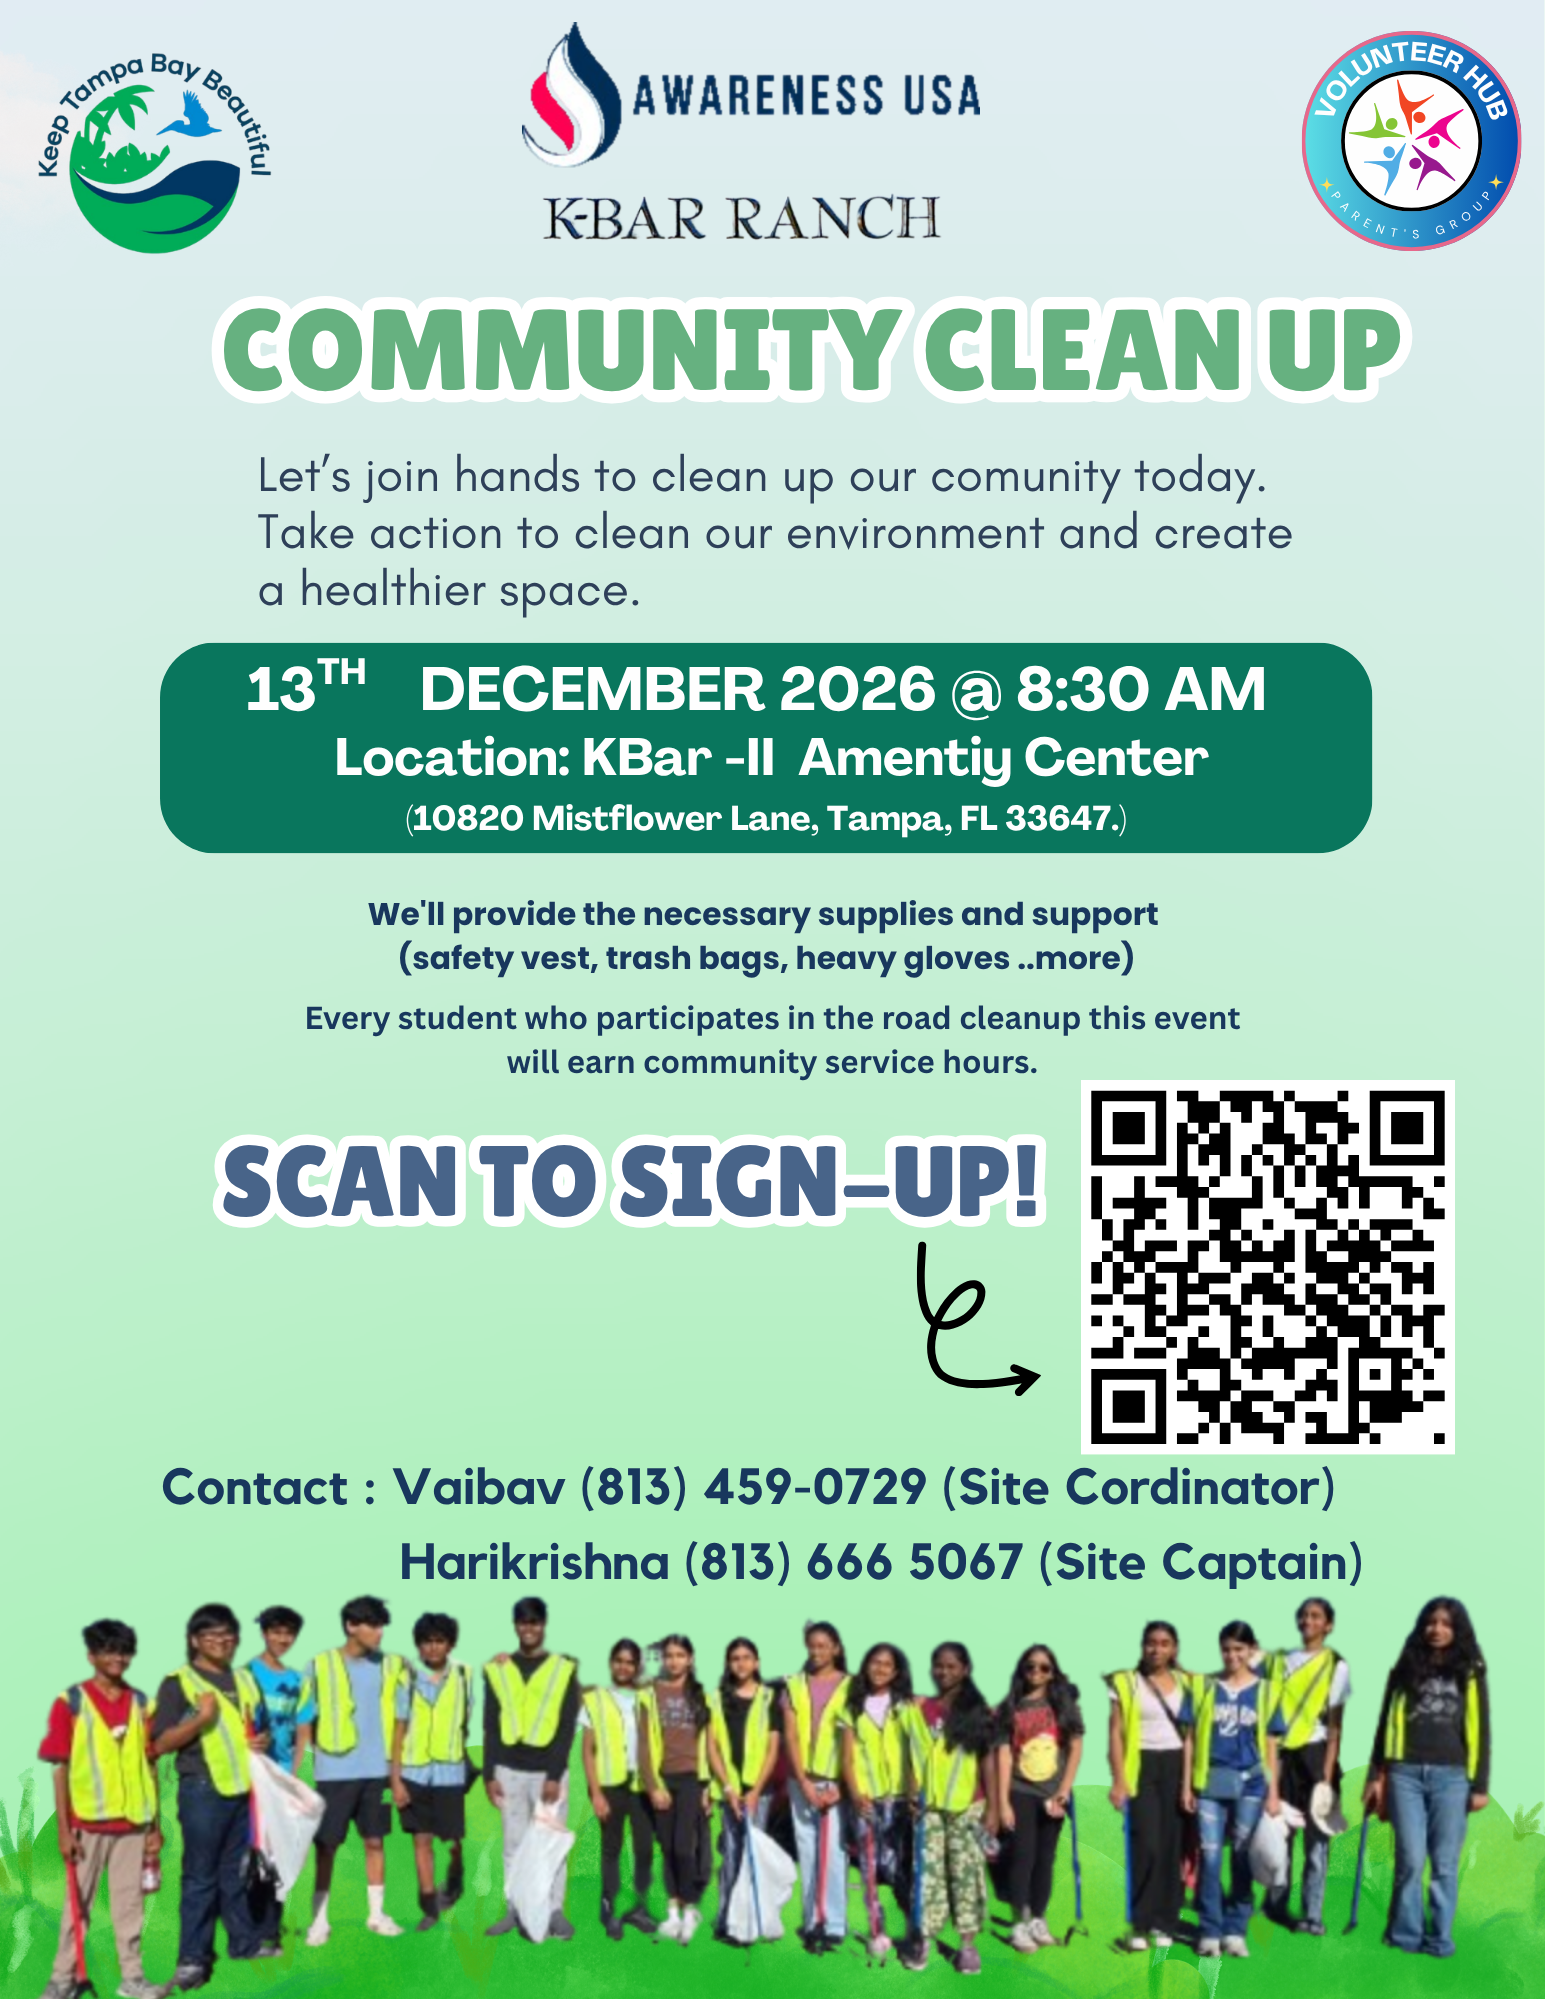 Keep Tampa Bay Beautiful
AWARENESS USA
K-BAR RANCH
VOLUNTEER HUB
PARENT'S GROUP
COMMUNITY CLEAN UP
Let's join hands to clean up our comunity today.
Take action to clean our environment and create
a healthier space.
13TH DECEMBER 2026 @ 8:30 AM
Location: KBar -II Amentiy Center
(10820 Mistflower Lane, Tampa, FL 33647.)
We'll provide the necessary supplies and support
(safety vest, trash bags, heavy gloves ..more)
Every student who participates in the road cleanup this event
will earn community service hours.
SCAN TO SIGN-UP!
Contact : Vaibav (813) 459-0729 (Site Cordinator)
Harikrishna (813) 666 5067 (Site Captain)